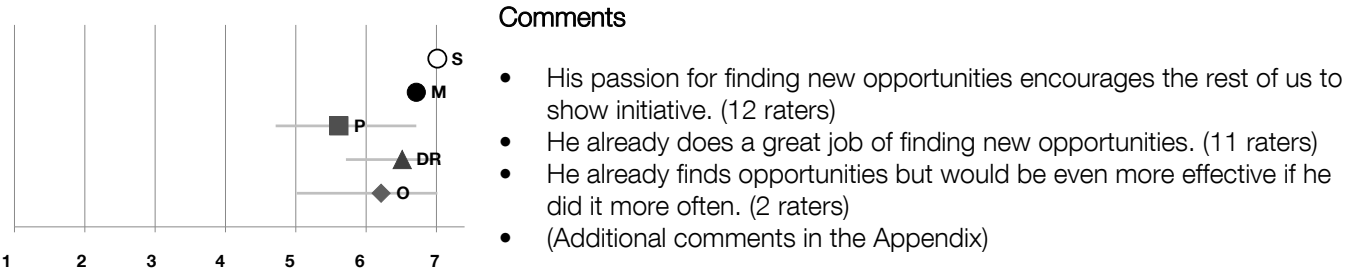 S
M
P
DR
O
1 2 3 4 5 6 7
Comments
• His passion for finding new opportunities encourages the rest of us to
show initiative. (12 raters)
• He already does a great job of finding new opportunities. (11 raters)
• He already finds opportunities but would be even more effective if he
did it more often. (2 raters)
• (Additional comments in the Appendix)